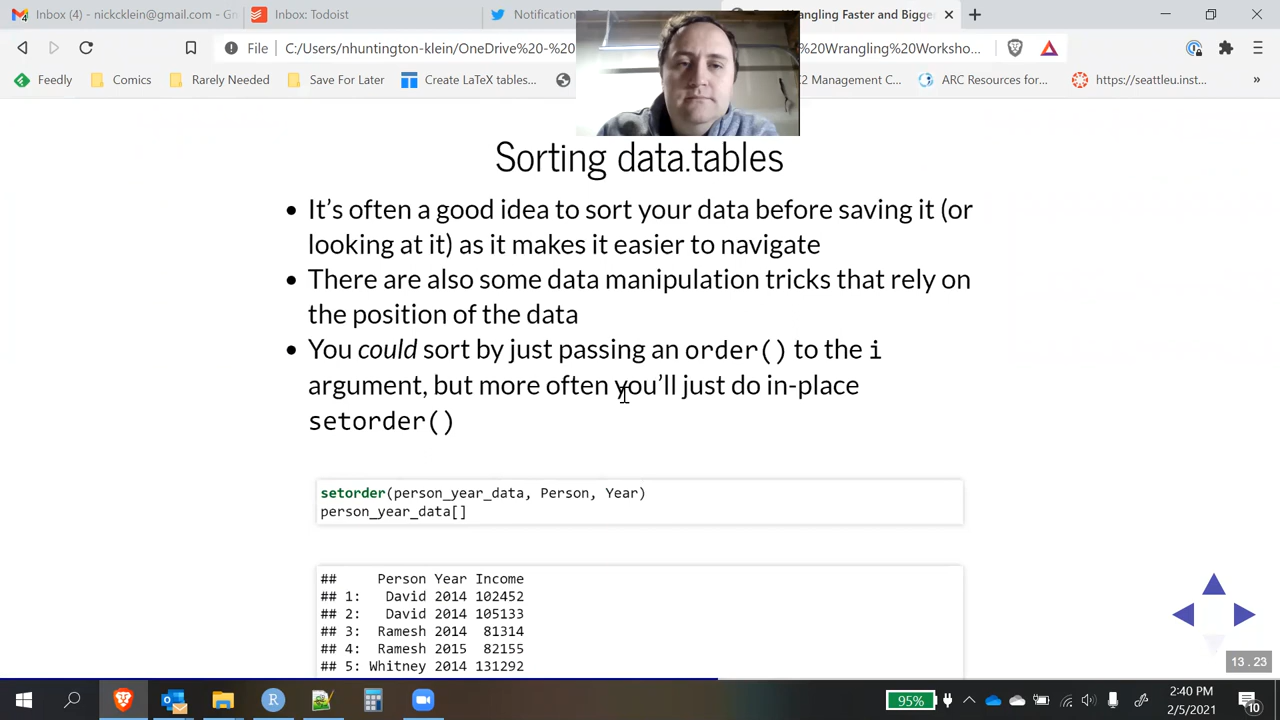 nickcklein@gmail.com - Gn
Inbox: Todoist
Notification
Wrangling Faster and Bigge
File
C:/Users/nhuntington-klein/OneDrive%20-%20
%20Wrangling%20Worksho...
Feedly
Comics
Rarely Needed
Save For Later
Create LaTeX tables...
2 Management C...
ARC Resources for...
https://seattleu.inst...
Sorting data.tables
• It’s often a good idea to sort your data before saving it (or
looking at it) as it makes it easier to navigate
• There are also some data manipulation tricks that rely on
the position of the data
• You could sort by just passing an order() to the i
argument, but more often you’ll just do in-place
setorder()
setorder(person_year_data, Person, Year)
person_year_data[]
## Person Year Income
## 1: David 2014 102452
## 2: David 2014 105133
## 3: Ramesh 2014 81314
## 4: Ramesh 2015 82155
## 5: Whitney 2014 131292
13.23
95%
2:40 PM
2/5/2021
10